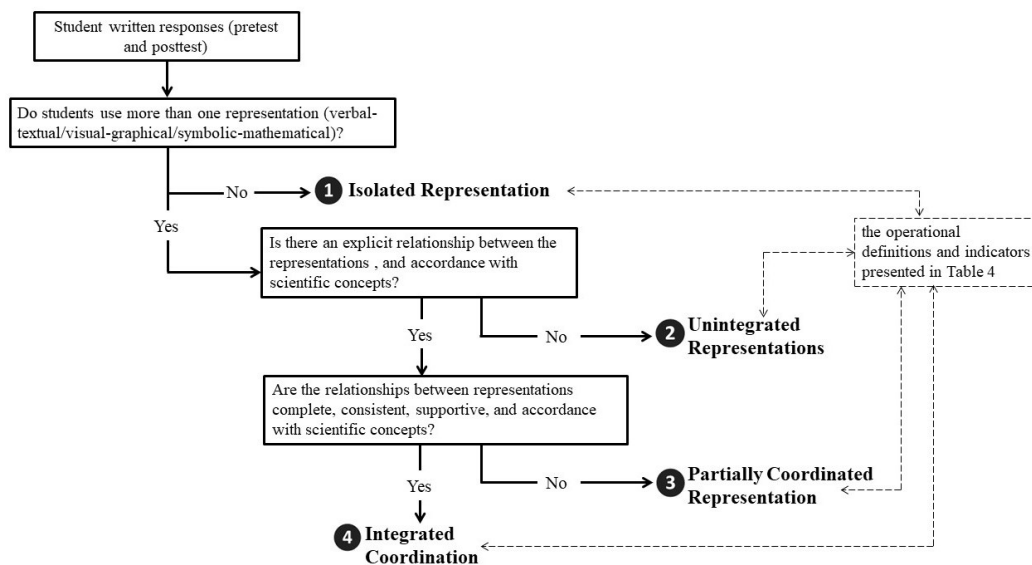 Student written responses (pretest
and posttest)
Do students use more than one representation (verbal-
textual/visual-graphical/symbolic-mathematical)?
No
1 Isolated Representation
Yes
the operational
definitions and indicators
presented in Table 4
Is there an explicit relationship between the
representations , and accordance with
scientific concepts?
Yes
No
2 Unintegrated
Representations
Are the relationships between representations
complete, consistent, supportive, and accordance
with scientific concepts?
Yes
No
3 Partially Coordinated
Representation
4 Integrated
Coordination